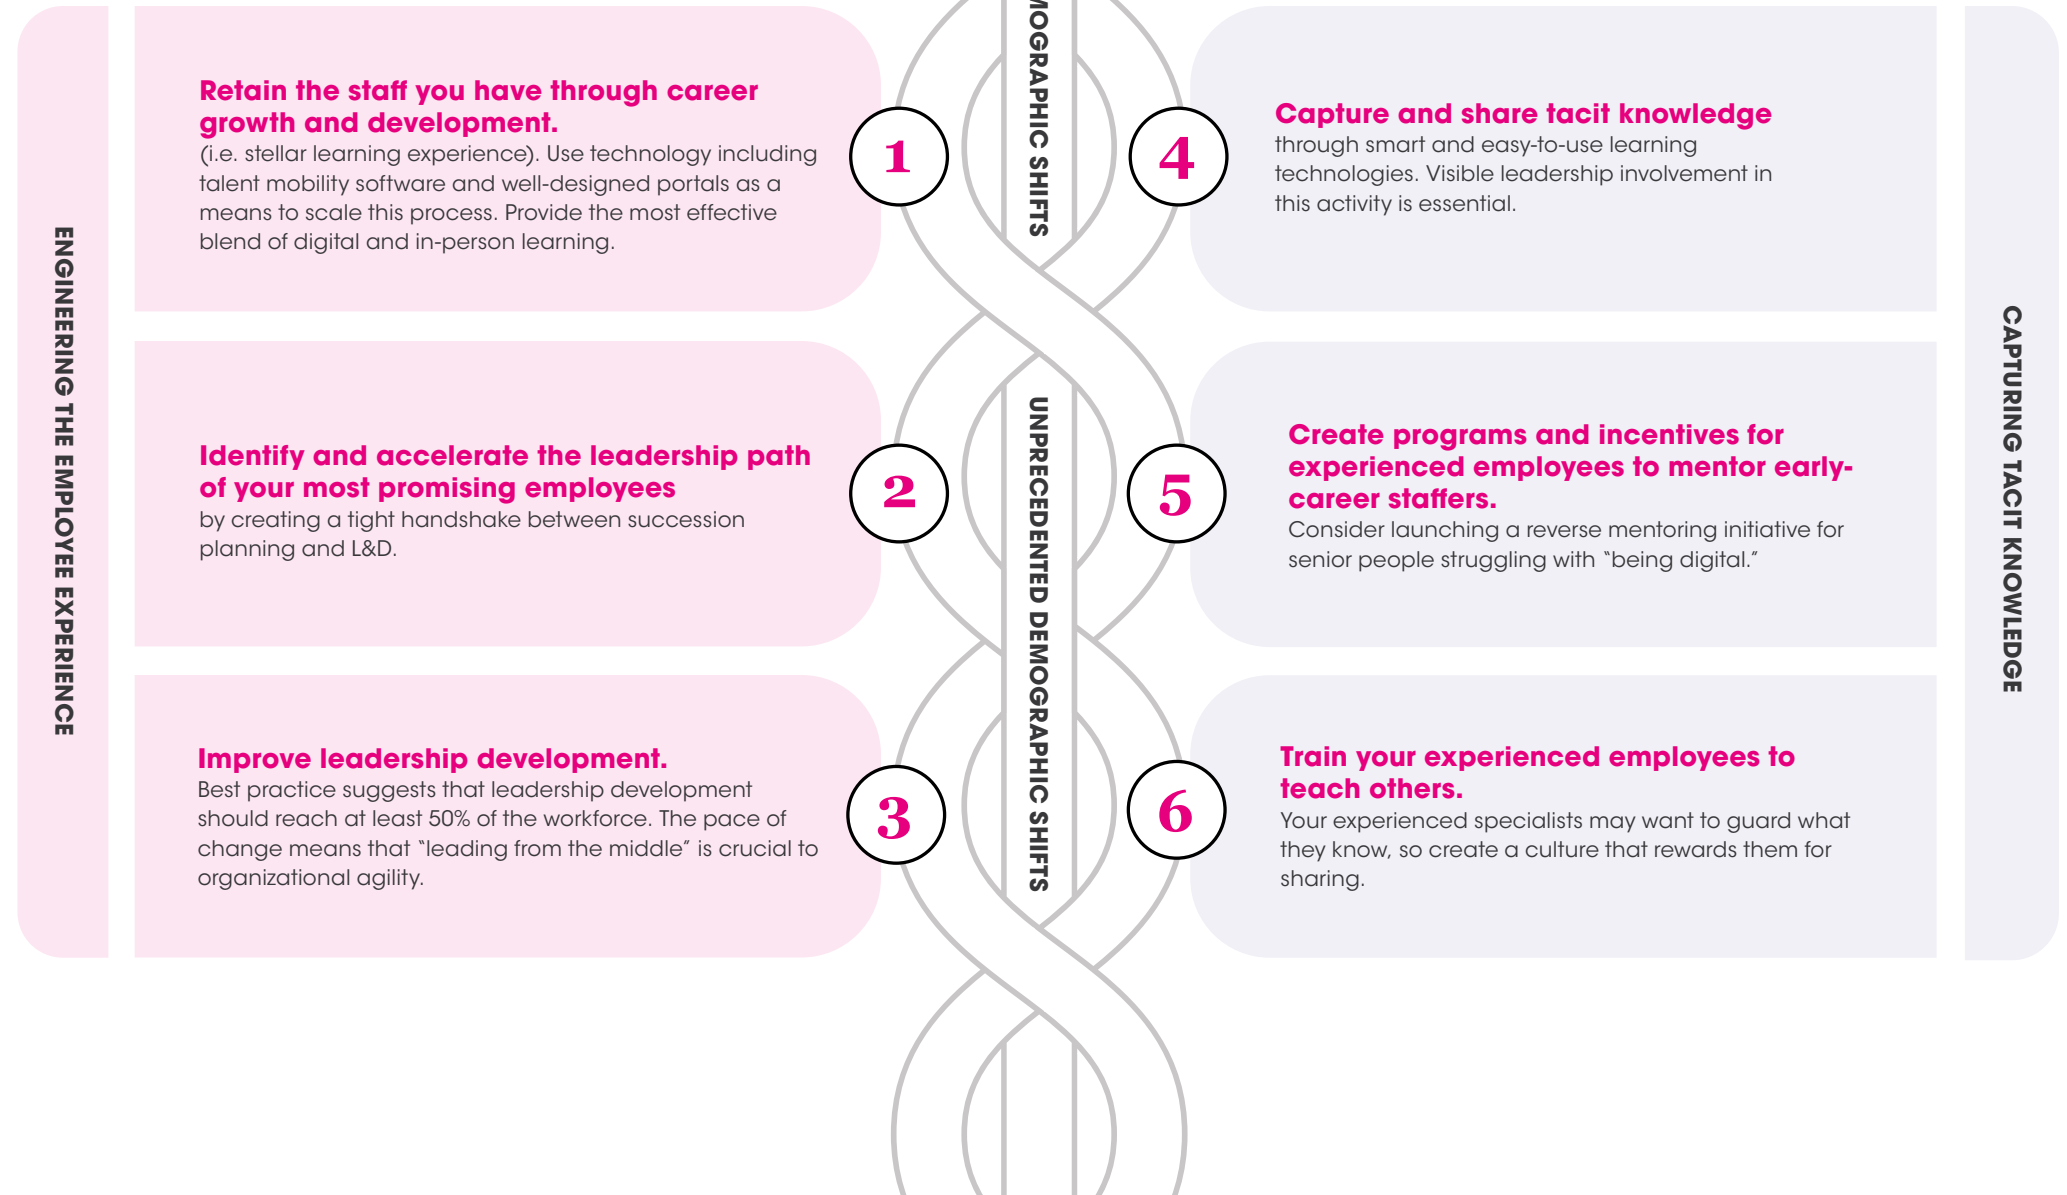 ENGINEERING THE EMPLOYEE EXPERIENCE
Retain the staff you have through career
growth and development.
(i.e. stellar learning experience). Use technology including
talent mobility software and well-designed portals as a
means to scale this process. Provide the most effective
blend of digital and in-person learning.
1
Identify and accelerate the leadership path
of your most promising employees
by creating a tight handshake between succession
planning and L&D.
2
Improve leadership development.
Best practice suggests that leadership development
should reach at least 50% of the workforce. The pace of
change means that “leading from the middle” is crucial to
organizational agility.
3
SHIFTS
UNPRECEDENTED DEMOGRAPHIC SHIFTS
4
Capture and share tacit knowledge
through smart and easy-to-use learning
technologies. Visible leadership involvement in
this activity is essential.
5
Create programs and incentives for
experienced employees to mentor early-
career staffers.
Consider launching a reverse mentoring initiative for
senior people struggling with “being digital.”
6
Train your experienced employees to
teach others.
Your experienced specialists may want to guard what
they know, so create a culture that rewards them for
sharing.
CAPTURING TACIT KNOWLEDGE